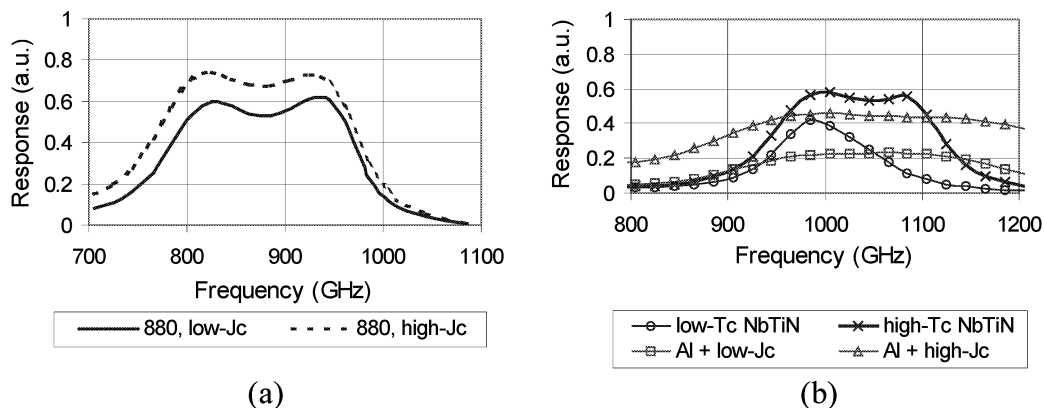 1
0.8
0.6
0.4
0.2
0
Response (a.u.)
700 800 900 1000 1100
Frequency (GHz)
880, low-Jc 880, high-Jc
(a)
1
0.8
0.6
0.4
0.2
0
Response (a.u.)
800 900 1000 1100 1200
Frequency (GHz)
low-Tc NbTiN high-Tc NbTiN
Al + low-Jc Al + high-Jc
(b)